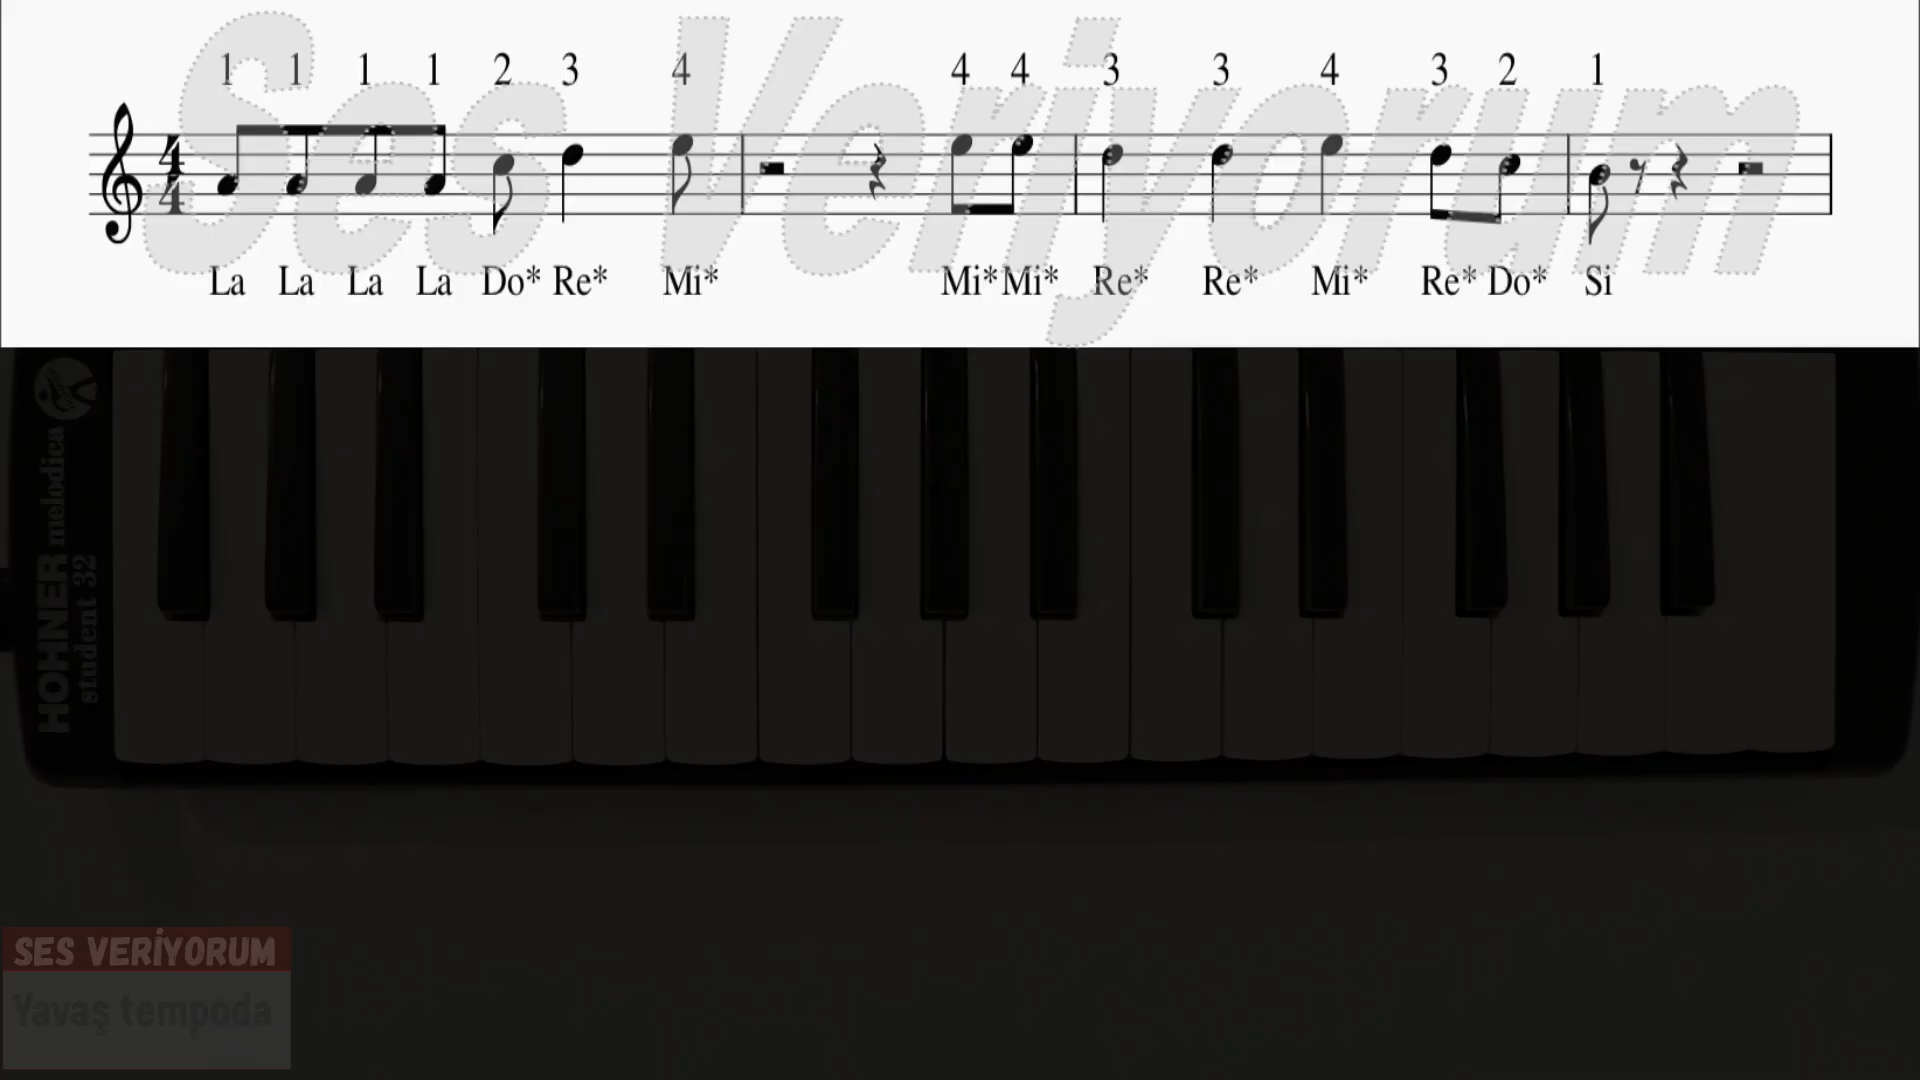 Ses Veriyorum
1 1 1 1 2 3 4 4 4 3 3 4 3 2 1
4
4
La La La La Do* Re* Mi* Mi* Mi* Re* Re* Mi* Re* Do* Si
HOHNER melodica
student 32
SES VERİYORUM
Yavaş tempoda